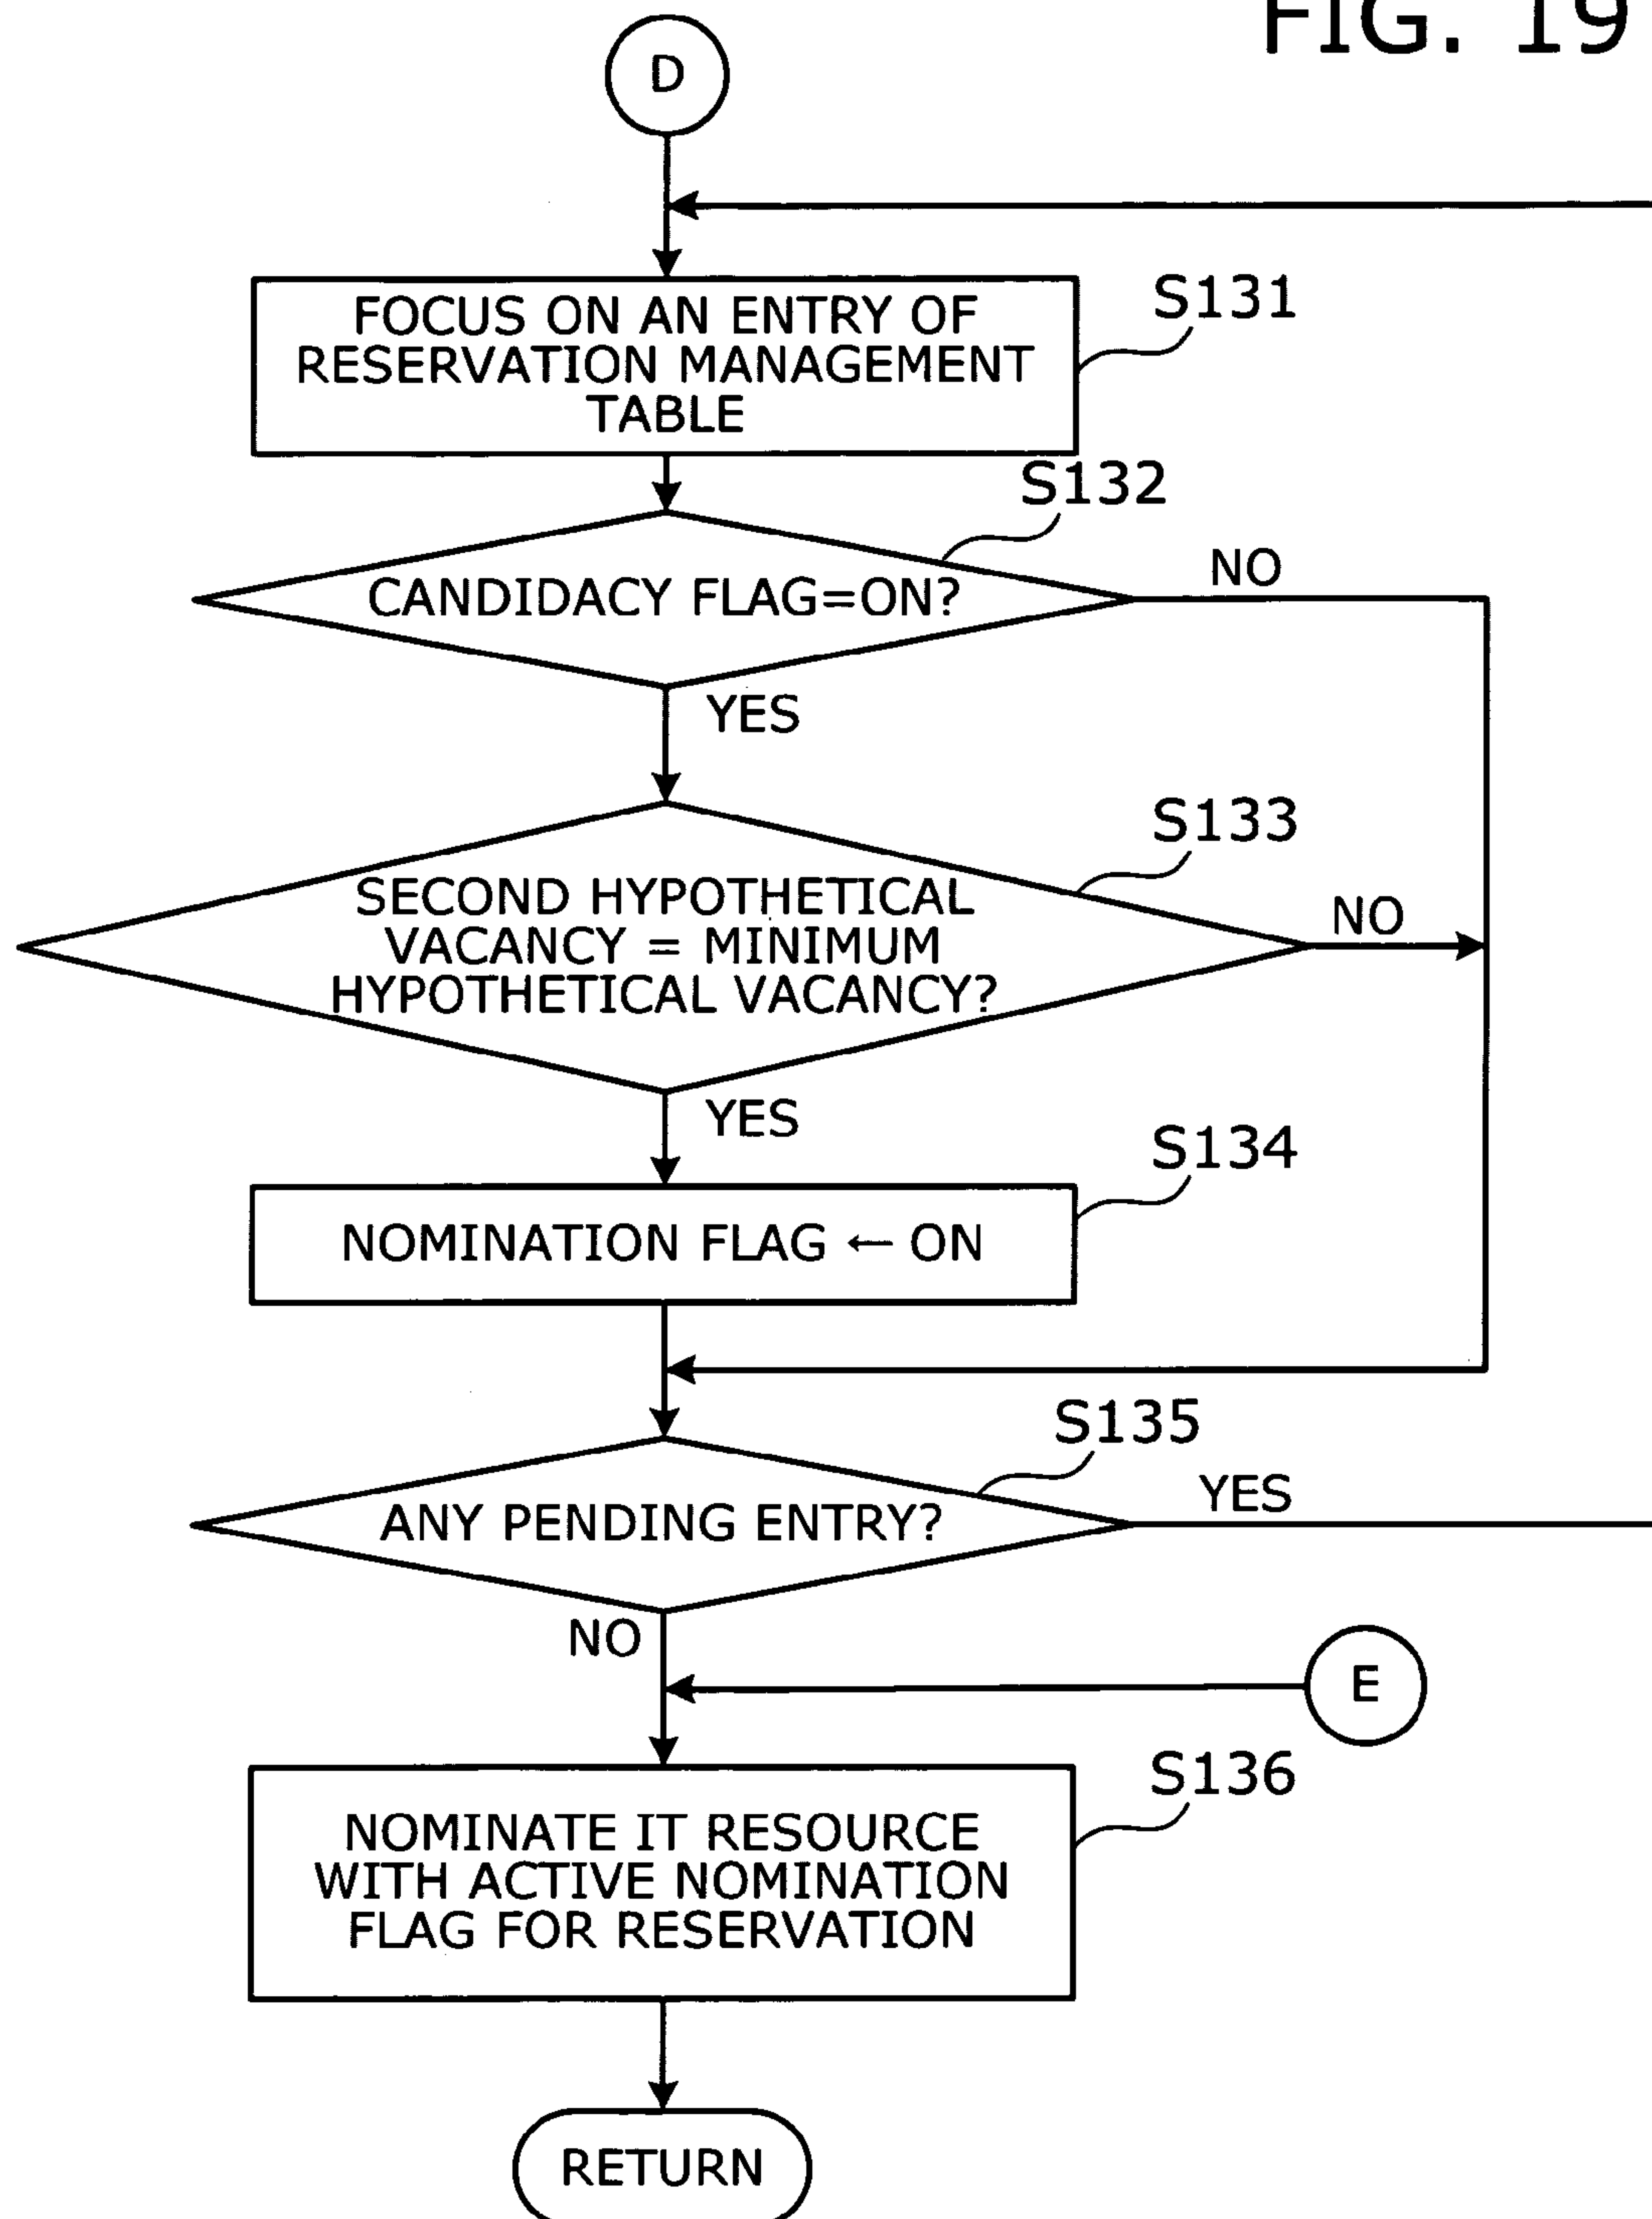 FIG. 19
D
FOCUS ON AN ENTRY OF
RESERVATION MANAGEMENT
TABLE
S131
S132
CANDIDACY FLAG=ON?
NO
YES
S133
SECOND HYPOTHETICAL
VACANCY = MINIMUM
HYPOTHETICAL VACANCY?
NO
YES
S134
NOMINATION FLAG ← ON
S135
ANY PENDING ENTRY?
YES
NO
E
S136
NOMINATE IT RESOURCE
WITH ACTIVE NOMINATION
FLAG FOR RESERVATION
RETURN